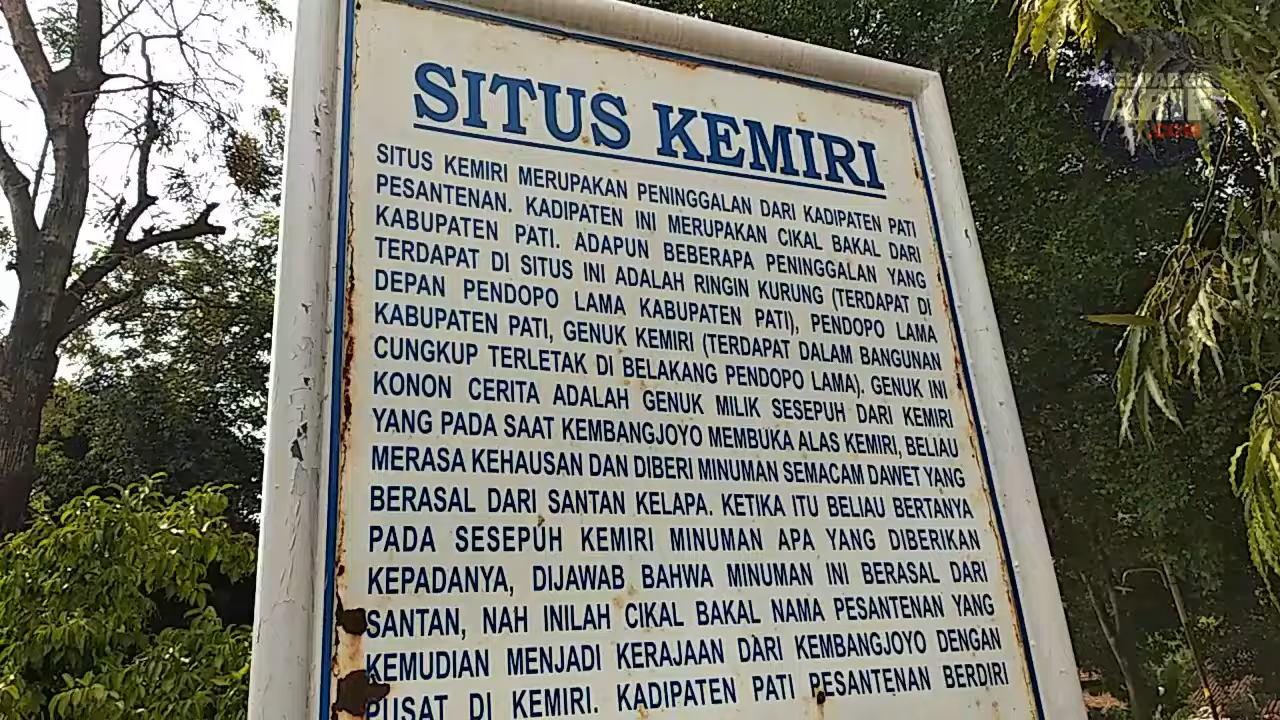 SITUS KEMIRI
SITUS KEMIRI MERUPAKAN PENINGGALAN DARI KADIPATEN PATI
PESANTENAN. KADIPATEN INI MERUPAKAN CIKAL BAKAL DARI
KABUPATEN PATI. ADAPUN BEBERAPA PENINGGALAN YANG
TERDAPAT DI SITUS INI ADALAH RINGIN KURUNG (TERDAPAT DI
DEPAN PENDOPO LAMA KABUPATEN PATI), PENDOPO LAMA
KABUPATEN PATI, GENUK KEMIRI (TERDAPAT DALAM BANGUNAN
CUNGKUP TERLETAK DI BELAKANG PENDOPO LAMA). GENUK INI
KONON CERITA ADALAH GENUK MILIK SESEPUH DARI KEMIRI
YANG PADA SAAT KEMBANGJOYO MEMBUKA ALAS KEMIRI, BELIAU
MERASA KEHAUSAN DAN DIBERI MINUMAN SEMACAM DAWET YANG
BERASAL DARI SANTAN KELAPA. KETIKA ITU BELIAU BERTANYA
PADA SESEPUH KEMIRI MINUMAN APA YANG DIBERIKAN
KEPADANYA, DIJAWAB BAHWA MINUMAN INI BERASAL DARI
SANTAN, NAH INILAH CIKAL BAKAL NAMA PESANTENAN YANG
KEMUDIAN MENJADI KERAJAAN DARI KEMBANGJOYO DENGAN
PUSAT DI KEMIRI. KADIPATEN PATI PESANTENAN BERDIRI
.COM